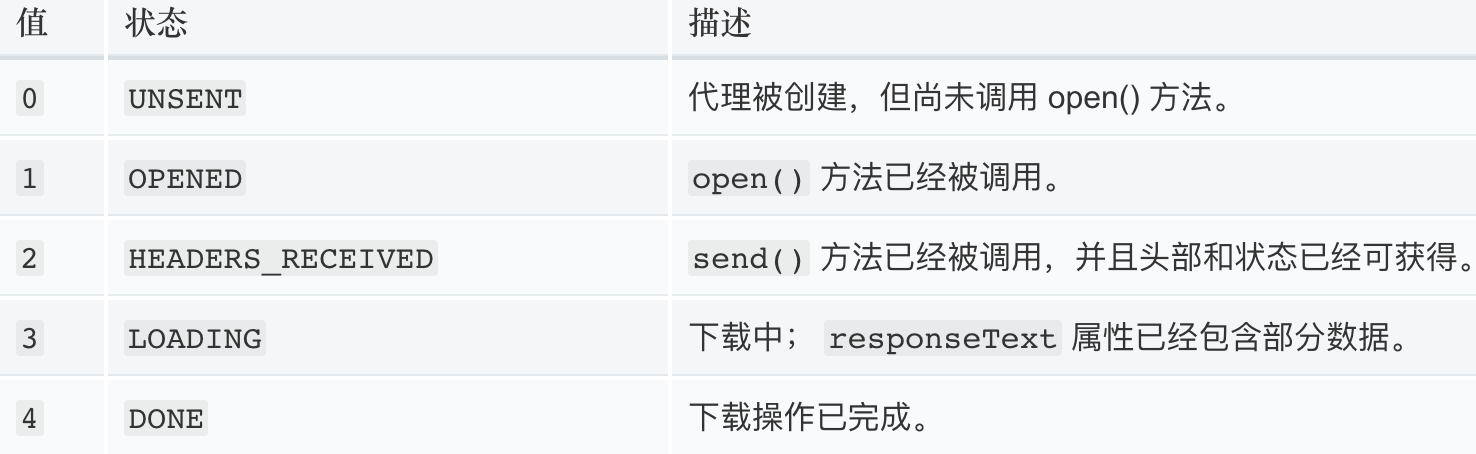 值 状态 描述
0 UNSENT 代理被创建，但尚未调用 open() 方法。
1 OPENED open() 方法已经被调用。
2 HEADERS_RECEIVED send() 方法已经被调用，并且头部和状态已经可获得。
3 LOADING 下载中； responseText 属性已经包含部分数据。
4 DONE 下载操作已完成。